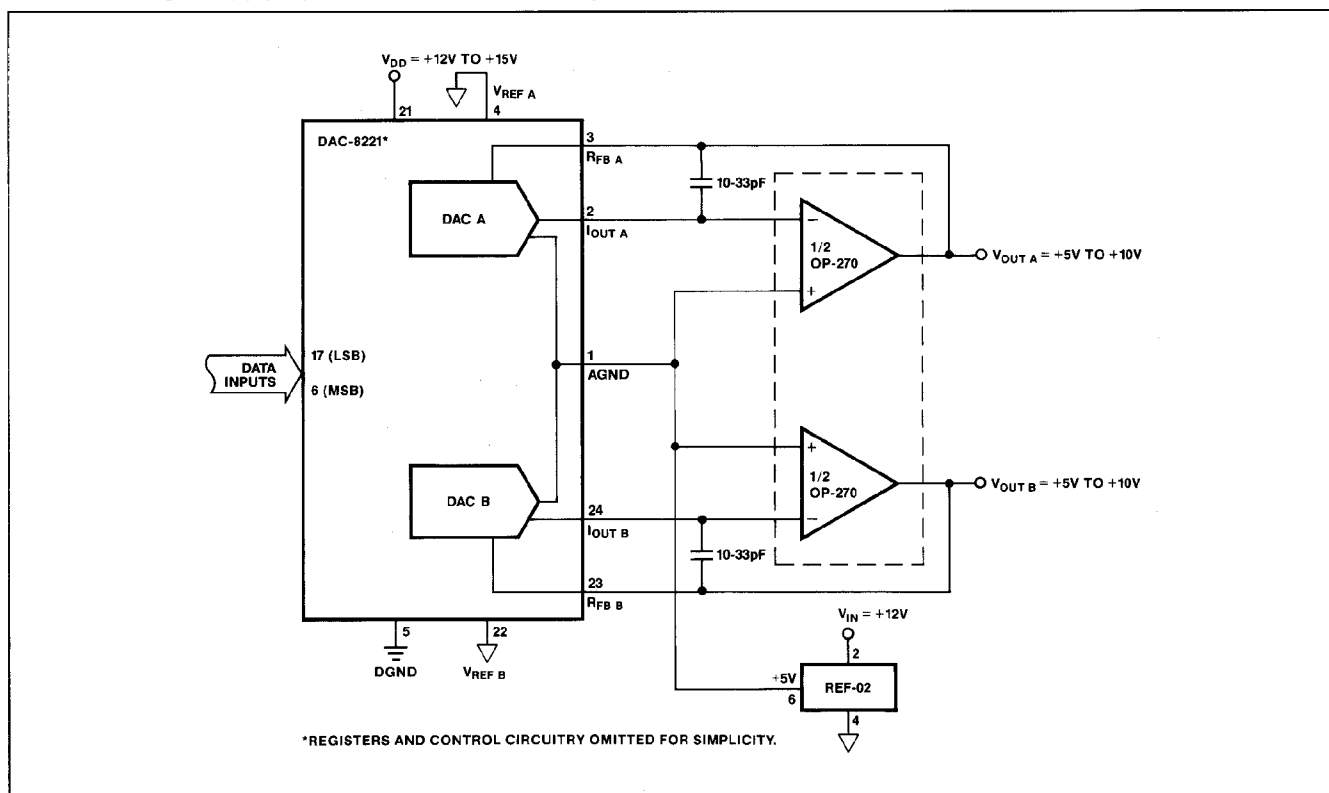 V_DD = +12V TO +15V
V_REF A
21
4
DAC-8221*
3
R_FB A
10-33pF
DAC A
2
I_OUT A
−
1/2
OP-270
+
V_OUT A = +5V TO +10V
17 (LSB)
DATA
INPUTS
6 (MSB)
1
AGND
+
1/2
OP-270
−
V_OUT B = +5V TO +10V
DAC B
24
I_OUT B
10-33pF
23
R_FB B
V_IN = +12V
2
+5V
6
REF-02
4
5
DGND
22
V_REF B
*REGISTERS AND CONTROL CIRCUITRY OMITTED FOR SIMPLICITY.